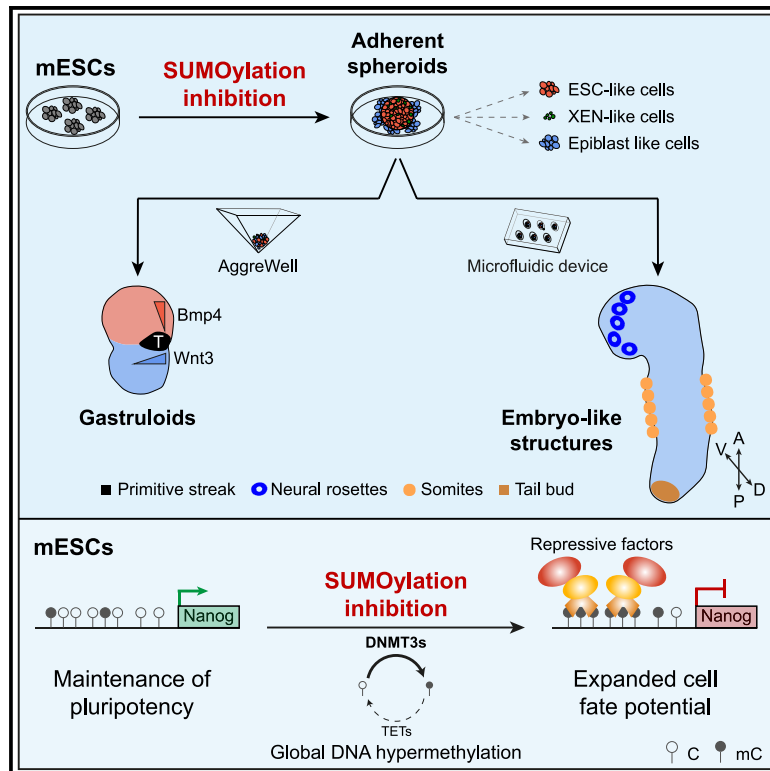 mESCs
SUMOylation
inhibition
Adherent
spheroids
ESC-like cells
XEN-like cells
Epiblast like cells
AggreWell
Microfluidic device
Bmp4
T
Wnt3
Gastruloids
Embryo-like
structures
A
V
D
P
Primitive streak
Neural rosettes
Somites
Tail bud
mESCs
Repressive factors
SUMOylation
inhibition
Nanog
Nanog
DNMT3s
TETs
Maintenance of
pluripotency
Global DNA hypermethylation
Expanded cell
fate potential
C
mC